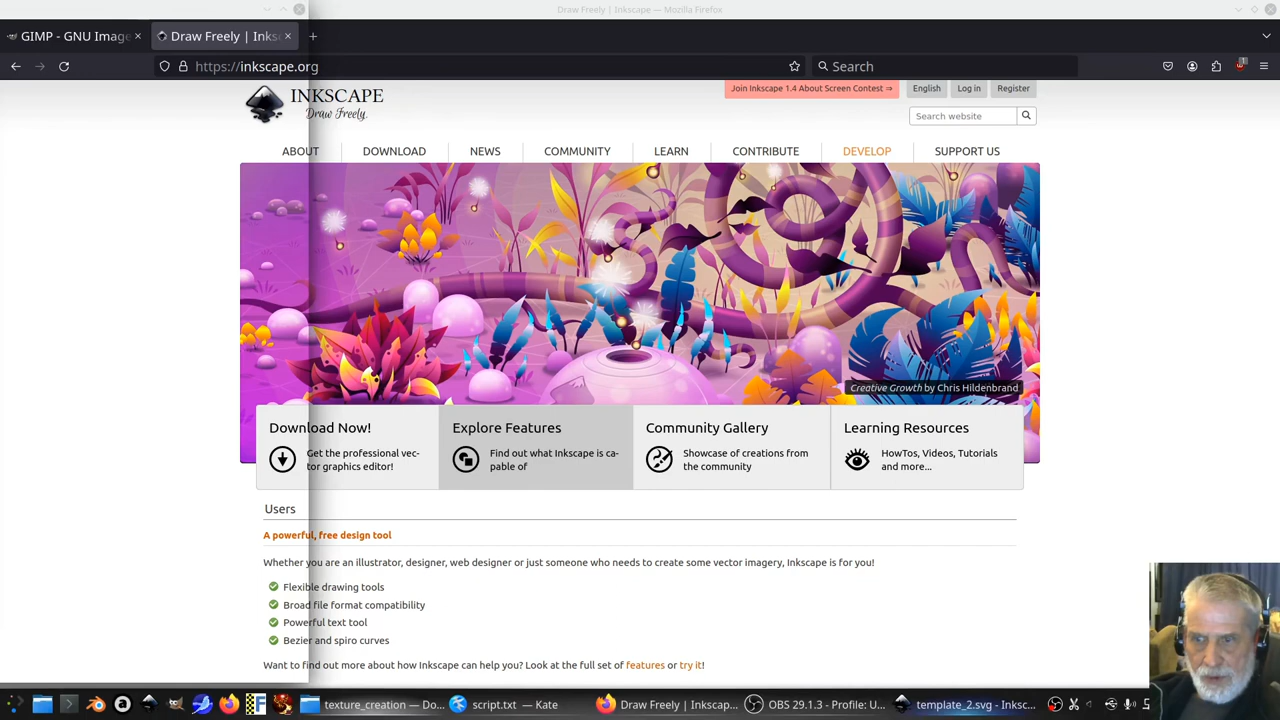 Draw Freely | Inkscape — Mozilla Firefox
GIMP - GNU Image
Draw Freely | Inks
https://inkscape.org
Search
1
INKSCAPE
Draw Freely.
Join Inkscape 1.4 About Screen Contest ⇒
English
Log in
Register
Search website
ABOUT
DOWNLOAD
NEWS
COMMUNITY
LEARN
CONTRIBUTE
DEVELOP
SUPPORT US
Creative Growth by Chris Hildenbrand
Download Now!
Get the professional vec-
tor graphics editor!
Explore Features
Find out what Inkscape is ca-
pable of
Community Gallery
Showcase of creations from
the community
Learning Resources
HowTos, Videos, Tutorials
and more...
Users
A powerful, free design tool
Whether you are an illustrator, designer, web designer or just someone who needs to create some vector imagery, Inkscape is for you!
Flexible drawing tools
Broad file format compatibility
Powerful text tool
Bezier and spiro curves
Want to find out more about how Inkscape can help you? Look at the full set of features or try it!
texture_creation — Do...
script.txt — Kate
Draw Freely | Inkscap...
OBS 29.1.3 - Profile: U...
template_2.svg - Inksc...
5